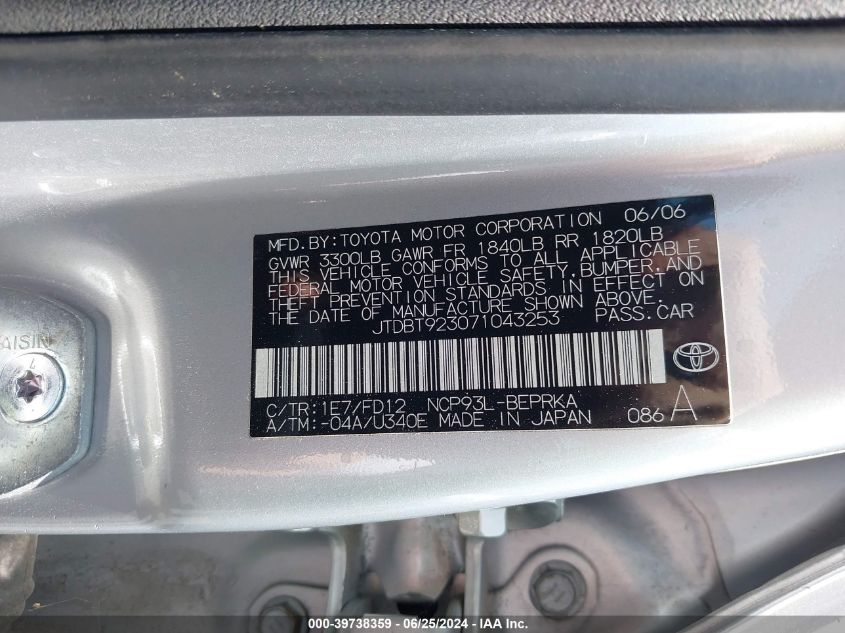 MFD. BY:TOYOTA MOTOR CORPORATION 06/06
GVWR 3300LB GAWR FR 1840LB RR 1820LB
THIS VEHICLE CONFORMS TO ALL APPLICABLE
FEDERAL MOTOR VEHICLE SAFETY,BUMPER,AND
THEFT PREVENTION STANDARDS IN EFFECT ON
THE DATE OF MANUFACTURE SHOWN ABOVE.
JTDBT923071043253 PASS.CAR
AISIN
C/TR:1E7/FD12 NCP93L-BEPRKA
A/TM:-04A/U340E MADE IN JAPAN 086 A
000-39738359 / 06/25/2024 / © IAA Inc.